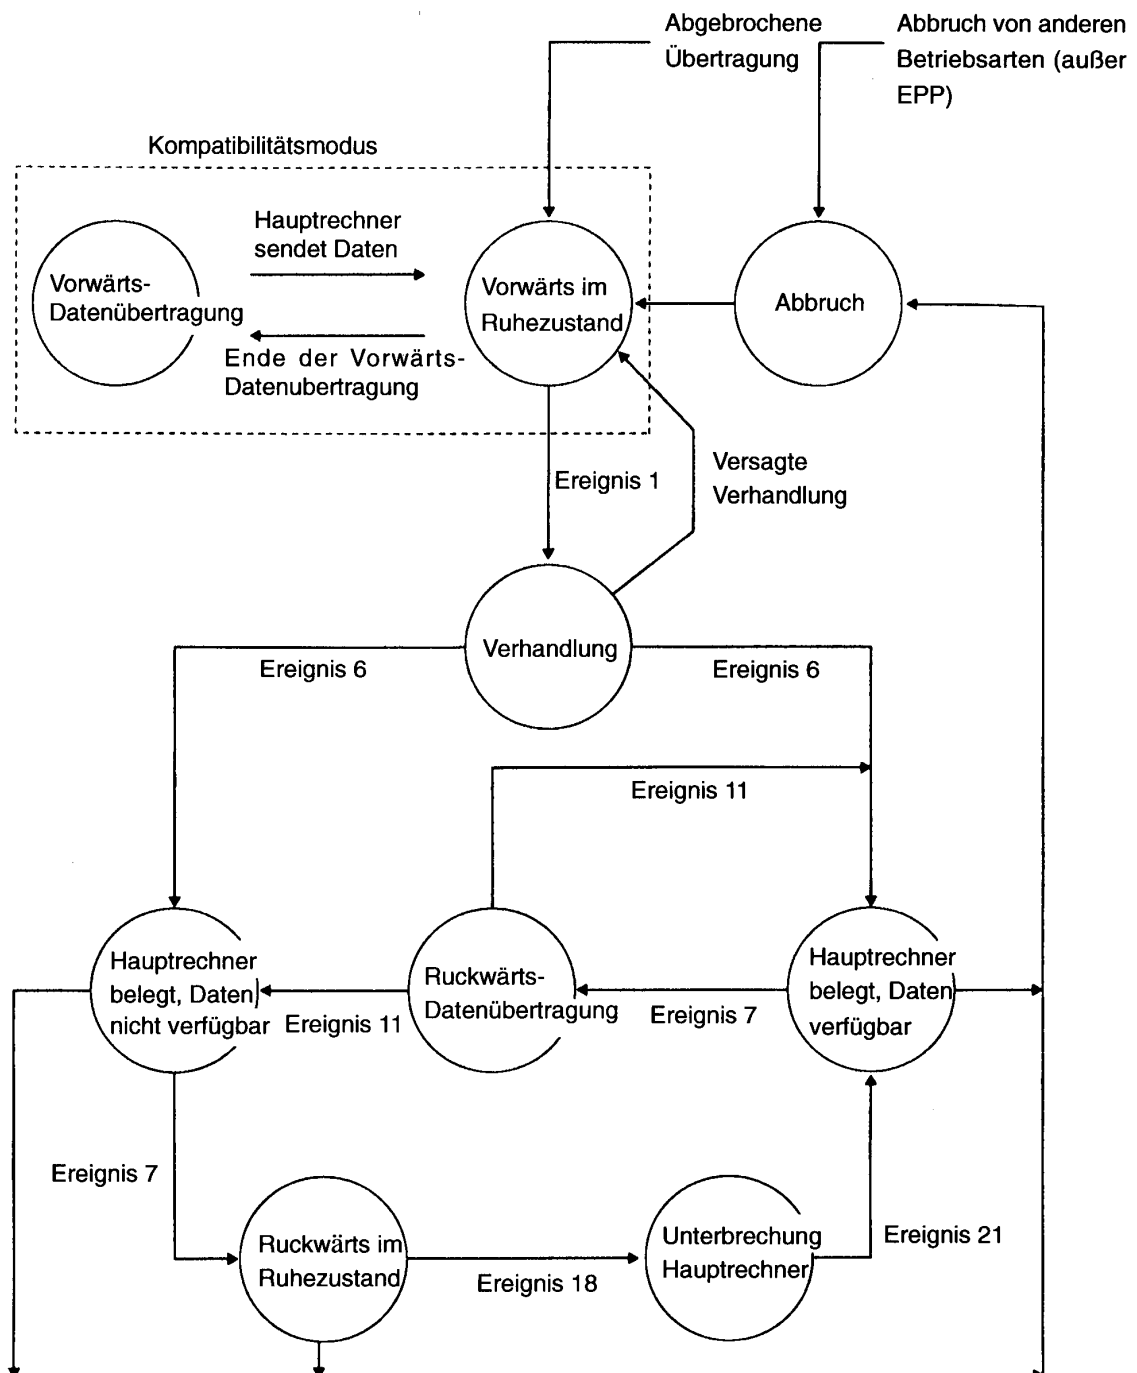 Abgebrochene
Übertragung
Abbruch von anderen
Betriebsarten (außer
EPP)
Kompatibilitätsmodus
Hauptrechner
sendet Daten
Vorwärts-
Datenübertragung
Vorwärts im
Ruhezustand
Abbruch
Ende der Vorwärts-
Datenubertragung
Ereignis 1
Versagte
Verhandlung
Verhandlung
Ereignis 6
Ereignis 6
Ereignis 11
Hauptrechner
belegt, Daten
nicht verfügbar
Ereignis 11
Ruckwärts-
Datenübertragung
Ereignis 7
Hauptrechner
belegt, Daten
verfügbar
Ereignis 7
Ruckwärts im
Ruhezustand
Ereignis 18
Unterbrechung
Hauptrechner
Ereignis 21